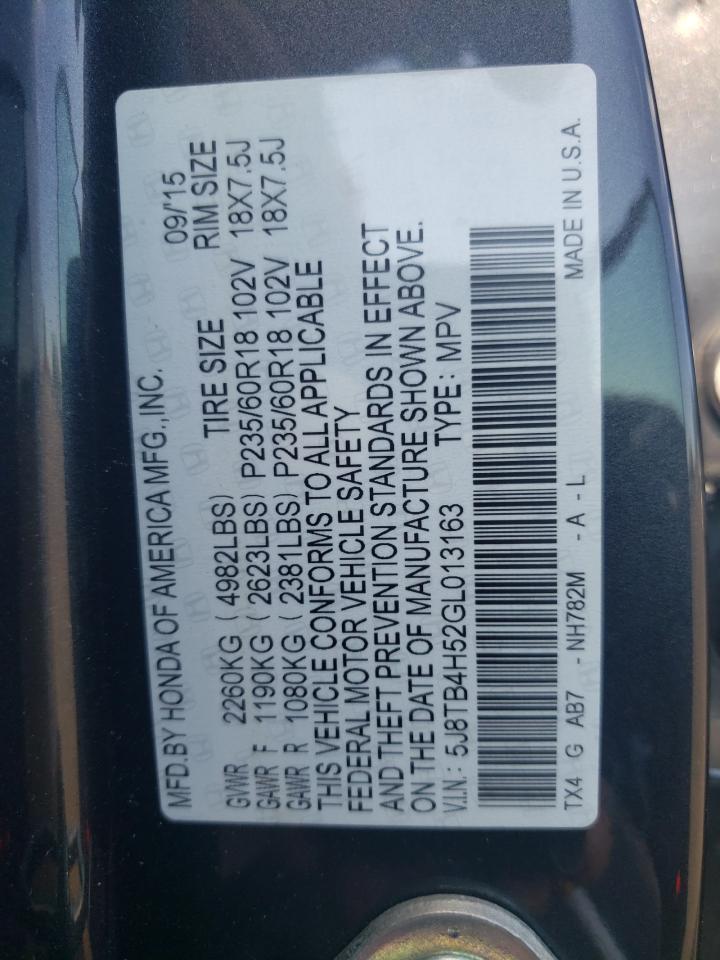 MFD.BY HONDA OF AMERICA MFG.,INC. 09/'15
TIRE SIZE RIM SIZE
GVWR 2260KG ( 4982LBS)
GAWR F 1190KG ( 2623LBS) P235/60R18 102V 18X7.5J
GAWR R 1080KG ( 2381LBS) P235/60R18 102V 18X7.5J
THIS VEHICLE CONFORMS TO ALL APPLICABLE
FEDERAL MOTOR VEHICLE SAFETY
AND THEFT PREVENTION STANDARDS IN EFFECT
ON THE DATE OF MANUFACTURE SHOWN ABOVE.
V.I.N.: 5J8TB4H52GL013163 TYPE: MPV
TX4 G AB7 - NH782M - A - L MADE IN U.S.A.